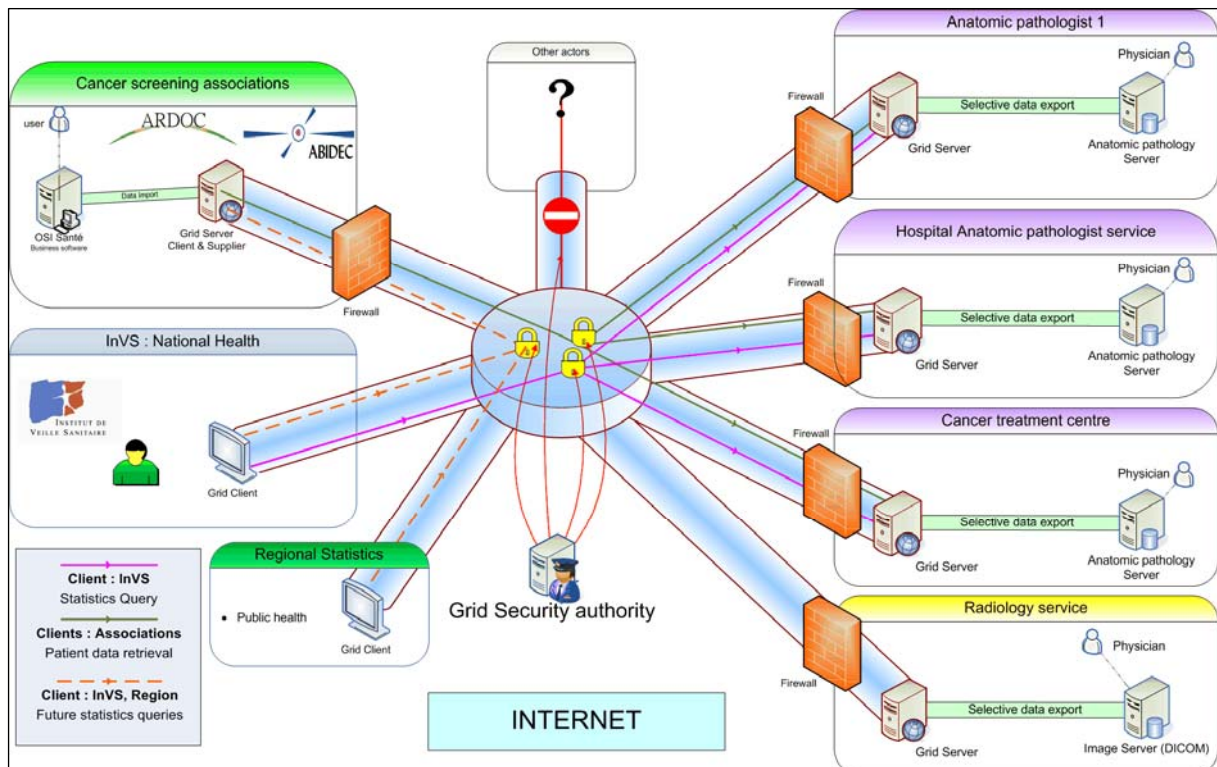 Cancer screening associations
user
ARDOC
ABIDEC
Data Import
OSI Santé
Business software
Grid Server
Client & Supplier
Firewall
Other actors
?
Anatomic pathologist 1
Physician
Firewall
Selective data export
Grid Server
Anatomic pathology
Server
Hospital Anatomic pathologist service
Physician
Firewall
Selective data export
Grid Server
Anatomic pathology
Server
InVS : National Health
INSTITUT DE
VEILLE SANITAIRE
Grid Client
Cancer treatment centre
Physician
Firewall
Selective data export
Grid Server
Anatomic pathology
Server
Regional Statistics
• Public health
Grid Client
Grid Security authority
Client : InVS
Statistics Query
Clients : Associations
Patient data retrieval
Client : InVS, Region
Future statistics queries
INTERNET
Radiology service
Physician
Firewall
Selective data export
Grid Server
Image Server (DICOM)